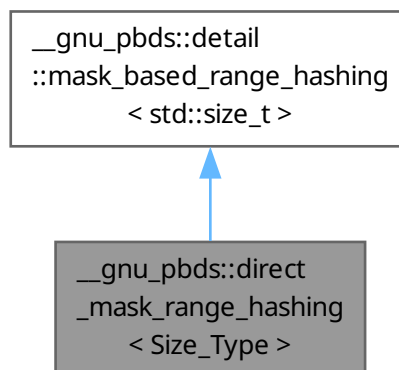 __gnu_pbds::detail
::mask_based_range_hashing
< std::size_t >
__gnu_pbds::direct
_mask_range_hashing
< Size_Type >